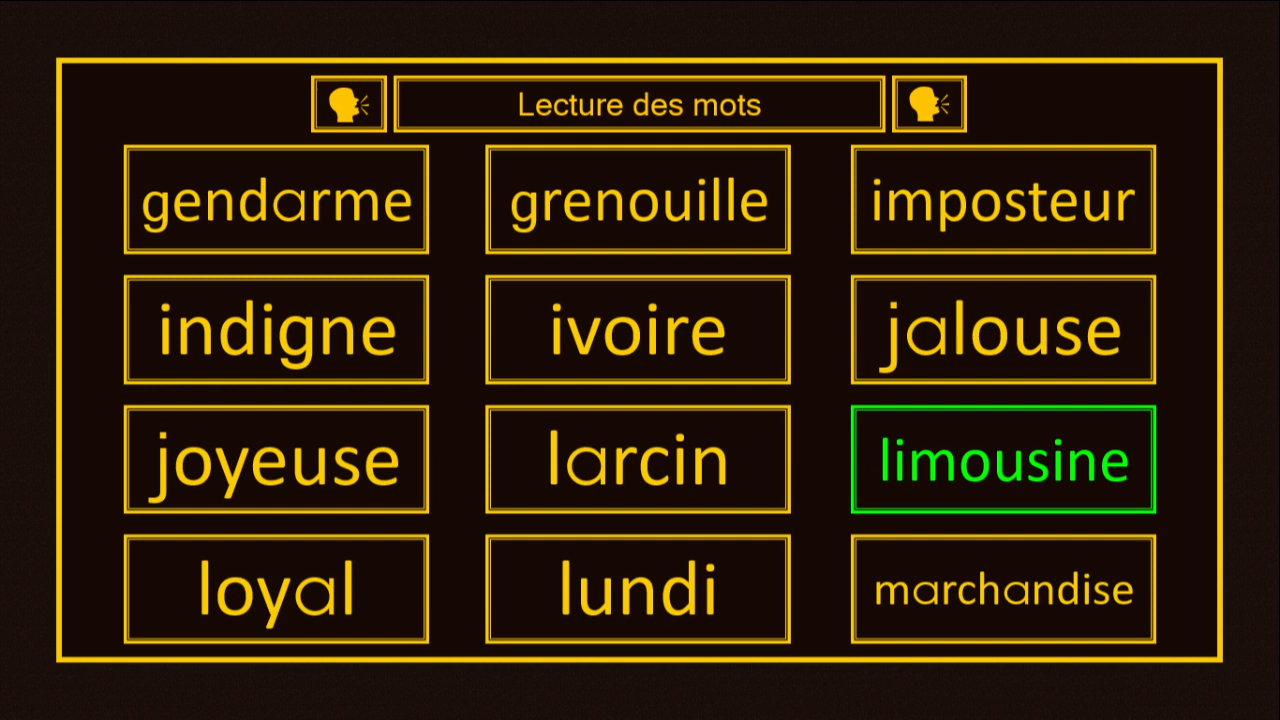 Lecture des mots
gendarme grenouille imposteur
indigne ivoire jalouse
joyeuse larcin limousine
loyal lundi marchandise